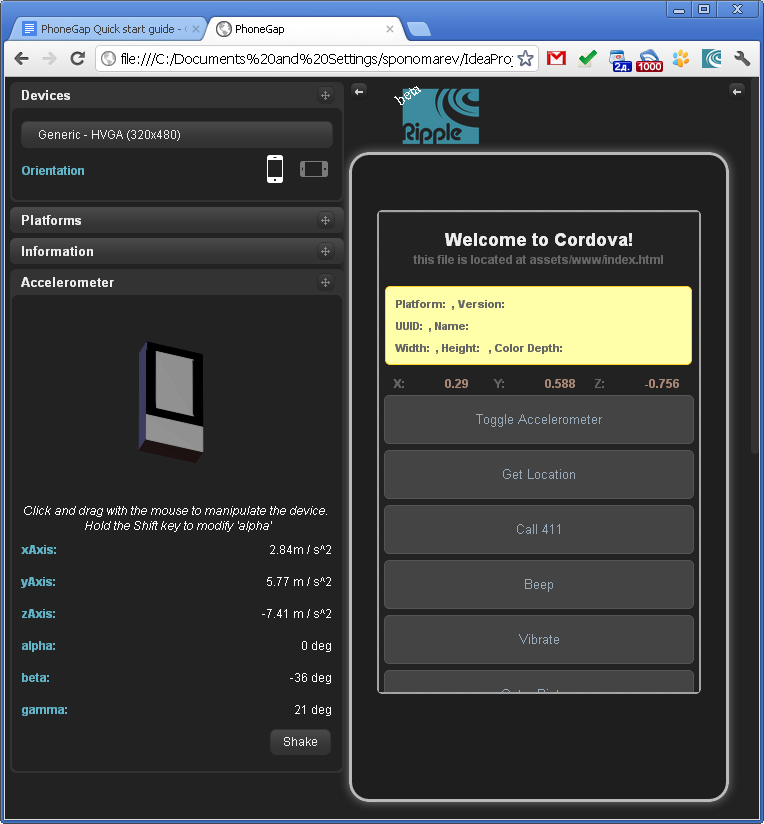 PhoneGap Quick start guide -
PhoneGap
file:///C:/Documents%20and%20Settings/sponomarev/IdeaProj
2д.
1000
Devices
Generic - HVGA (320x480)
Orientation
Platforms
Information
Accelerometer
Click and drag with the mouse to manipulate the device.
Hold the Shift key to modify 'alpha'
xAxis: 2.84m / s^2
yAxis: 5.77 m / s^2
zAxis: -7.41 m / s^2
alpha: 0 deg
beta: -36 deg
gamma: 21 deg
Shake
beta
Ripple
Welcome to Cordova!
this file is located at assets/www/index.html
Platform: , Version:
UUID: , Name:
Width: , Height: , Color Depth:
X: 0.29 Y: 0.588 Z: -0.756
Toggle Accelerometer
Get Location
Call 411
Beep
Vibrate